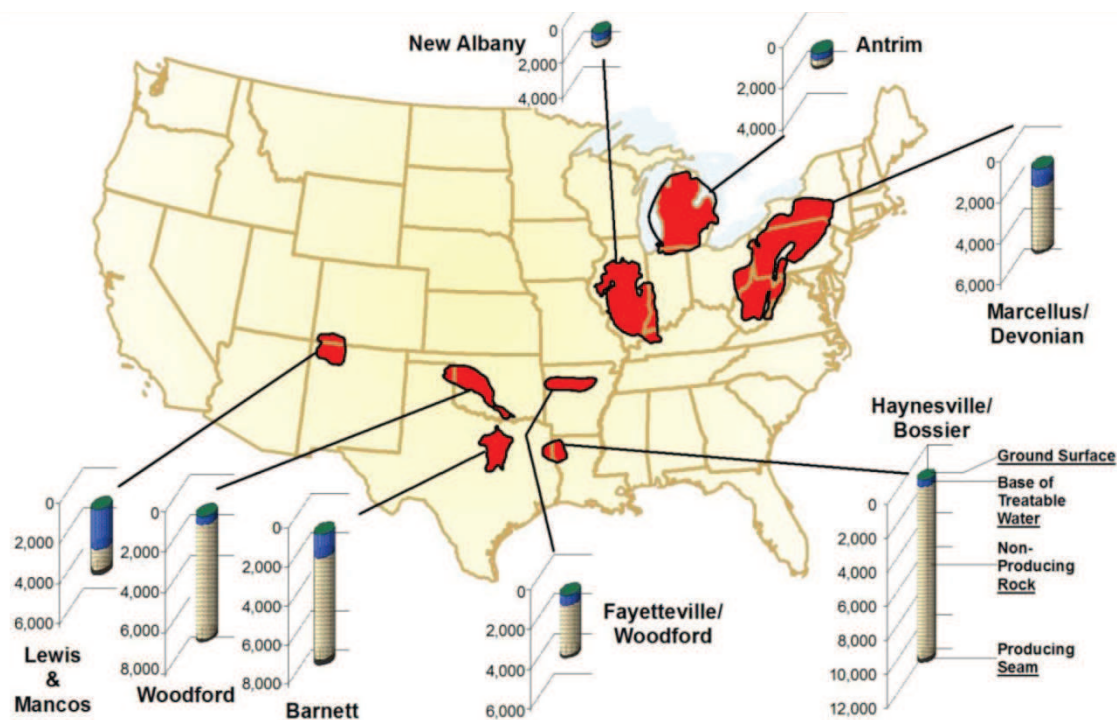 New Albany
0
2,000
4,000
Antrim
0
2,000
4,000
0
2,000
4,000
6,000
Marcellus/
Devonian
Haynesville/
Bossier
Ground Surface
Base of
Treatable
Water
Non-
Producing
Rock
Producing
Seam
0
2,000
4,000
6,000
8,000
10,000
12,000
0
2,000
4,000
6,000
Lewis
&
Mancos
0
2,000
4,000
6,000
8,000
Woodford
0
2,000
4,000
6,000
8,000
Barnett
0
2,000
4,000
6,000
Fayetteville/
Woodford